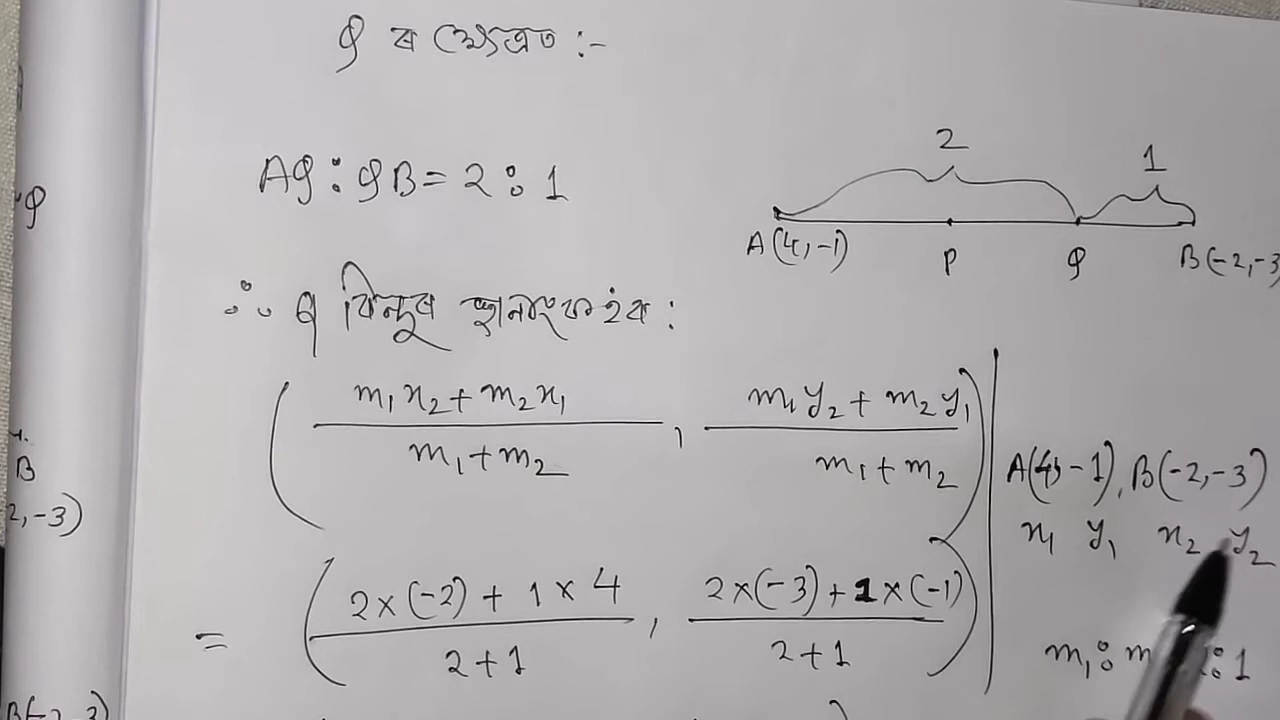 Q ৰ ক্ষেত্ৰত :-
AQ : QB = 2 : 1
2
1
A(4, -1)
P
Q
B(-2, -3
∴ Q বিন্দুৰ স্থানাংক হ'ব :
( (m₁x₂ + m₂x₁)/(m₁ + m₂) , (m₁y₂ + m₂y₁)/(m₁ + m₂) )
A(4, -1), B(-2, -3)
x₁ y₁ x₂ y₂
= ( (2×(-2) + 1×4)/(2+1) , (2×(-3) + 1×(-1))/(2+1) )
m₁ : m : 1
Q
B
2, -3)